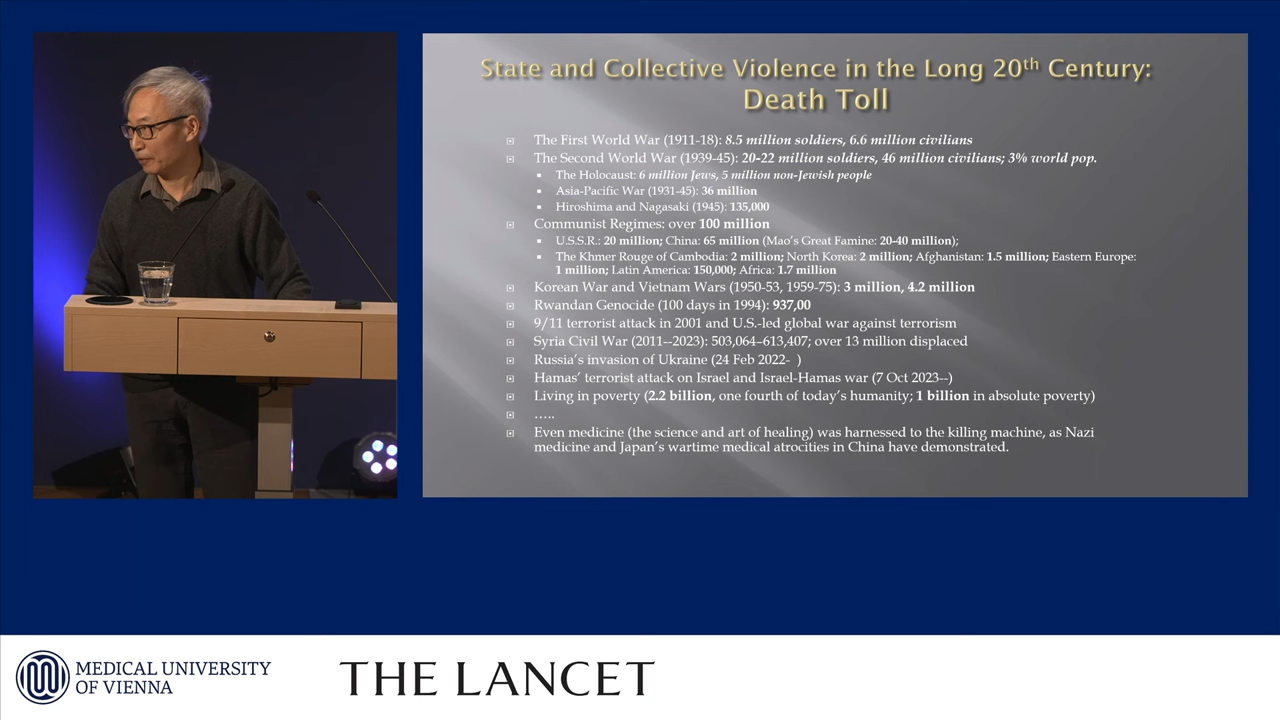 State and Collective Violence in the Long 20th Century:
Death Toll
The First World War (1911-18): 8.5 million soldiers, 6.6 million civilians
The Second World War (1939-45): 20-22 million soldiers, 46 million civilians; 3% world pop.
The Holocaust: 6 million Jews, 5 million non-Jewish people
Asia-Pacific War (1931-45): 36 million
Hiroshima and Nagasaki (1945): 135,000
Communist Regimes: over 100 million
U.S.S.R.: 20 million; China: 65 million (Mao's Great Famine: 20-40 million);
The Khmer Rouge of Cambodia: 2 million; North Korea: 2 million; Afghanistan: 1.5 million; Eastern Europe:
1 million; Latin America: 150,000; Africa: 1.7 million
Korean War and Vietnam Wars (1950-53, 1959-75): 3 million, 4.2 million
Rwandan Genocide (100 days in 1994): 937,00
9/11 terrorist attack in 2001 and U.S.-led global war against terrorism
Syria Civil War (2011--2023): 503,064–613,407; over 13 million displaced
Russia's invasion of Ukraine (24 Feb 2022- )
Hamas' terrorist attack on Israel and Israel-Hamas war (7 Oct 2023--)
Living in poverty (2.2 billion, one fourth of today's humanity; 1 billion in absolute poverty)
…..
Even medicine (the science and art of healing) was harnessed to the killing machine, as Nazi
medicine and Japan's wartime medical atrocities in China have demonstrated.
MEDICAL UNIVERSITY
OF VIENNA
THE LANCET